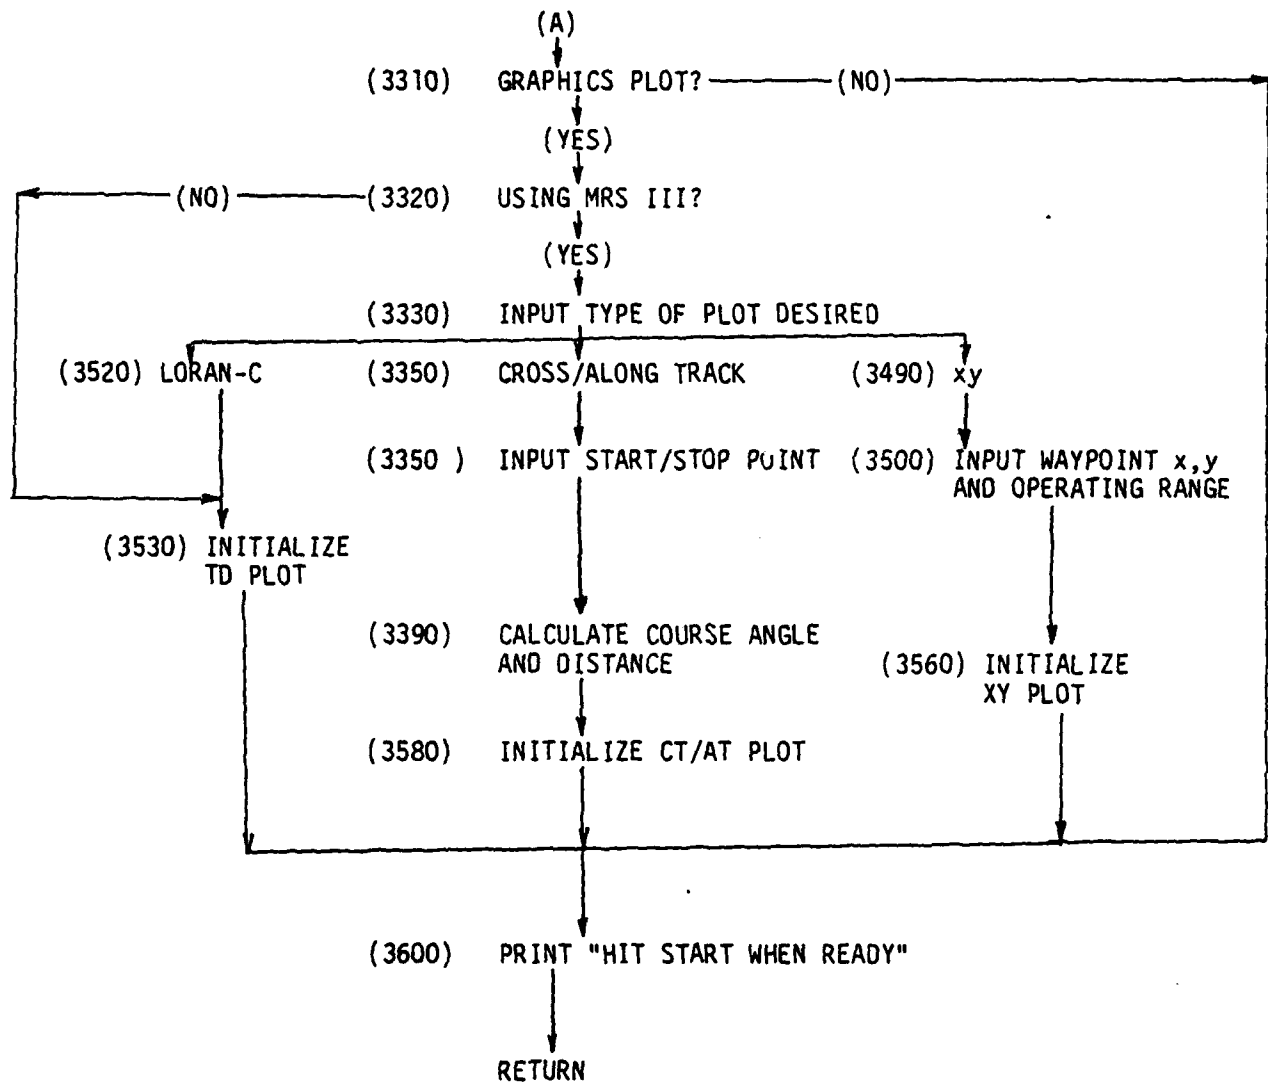 (A)
(3310) GRAPHICS PLOT? (NO)
(YES)
(NO) (3320) USING MRS III?
(YES)
(3330) INPUT TYPE OF PLOT DESIRED
(3520) LORAN-C (3350) CROSS/ALONG TRACK (3490) xy
(3350 ) INPUT START/STOP POINT (3500) INPUT WAYPOINT x,y
AND OPERATING RANGE
(3530) INITIALIZE
TD PLOT
(3390) CALCULATE COURSE ANGLE
AND DISTANCE
(3560) INITIALIZE
XY PLOT
(3580) INITIALIZE CT/AT PLOT
(3600) PRINT "HIT START WHEN READY"
RETURN